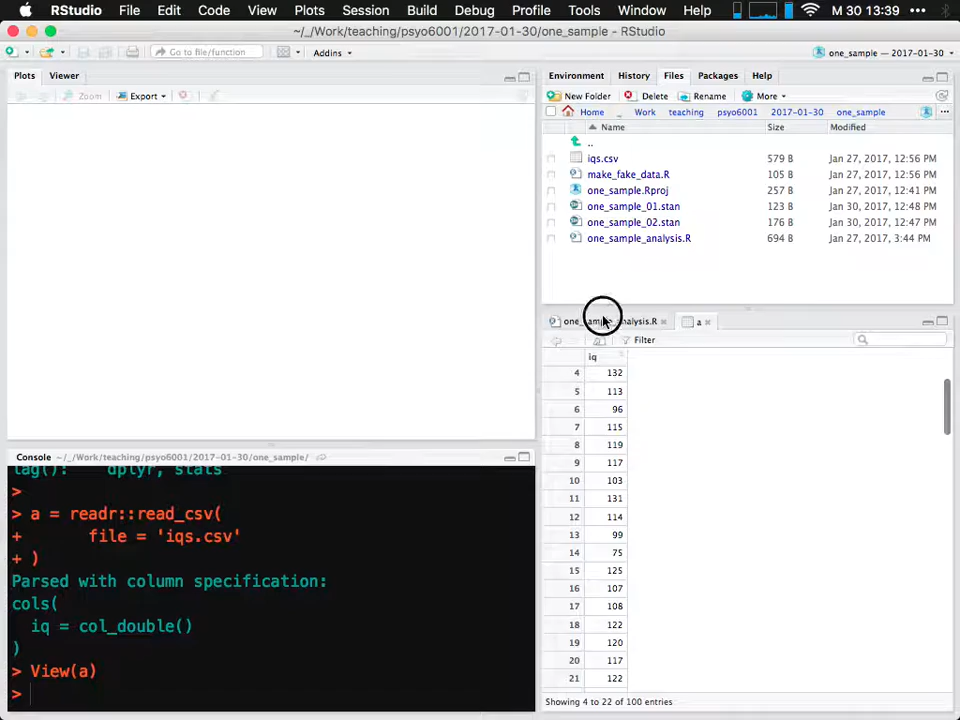 RStudio File Edit Code View Plots Session Build Debug Profile Tools Window Help M 30 13:39
~/_/Work/teaching/psyo6001/2017-01-30/one_sample - RStudio
Go to file/function Addins one_sample — 2017-01-30
Plots Viewer
Zoom Export
Environment History Files Packages Help
New Folder Delete Rename More
Home _ Work teaching psyo6001 2017-01-30 one_sample ...
Name Size Modified
..
iqs.csv 579 B Jan 27, 2017, 12:56 PM
make_fake_data.R 105 B Jan 27, 2017, 12:56 PM
one_sample.Rproj 257 B Jan 27, 2017, 12:41 PM
one_sample_01.stan 123 B Jan 30, 2017, 12:48 PM
one_sample_02.stan 176 B Jan 30, 2017, 12:47 PM
one_sample_analysis.R 694 B Jan 27, 2017, 3:44 PM
one_sample_analysis.R a
Filter
iq
4 132
5 113
6 96
7 115
8 119
9 117
10 103
11 131
12 114
13 99
14 75
15 125
16 107
17 108
18 122
19 120
20 117
21 122
Showing 4 to 22 of 100 entries
Console ~/_/Work/teaching/psyo6001/2017-01-30/one_sample/
lag(): dplyr, stats
>
> a = readr::read_csv(
+ file = 'iqs.csv'
+ )
Parsed with column specification:
cols(
iq = col_double()
)
> View(a)
>